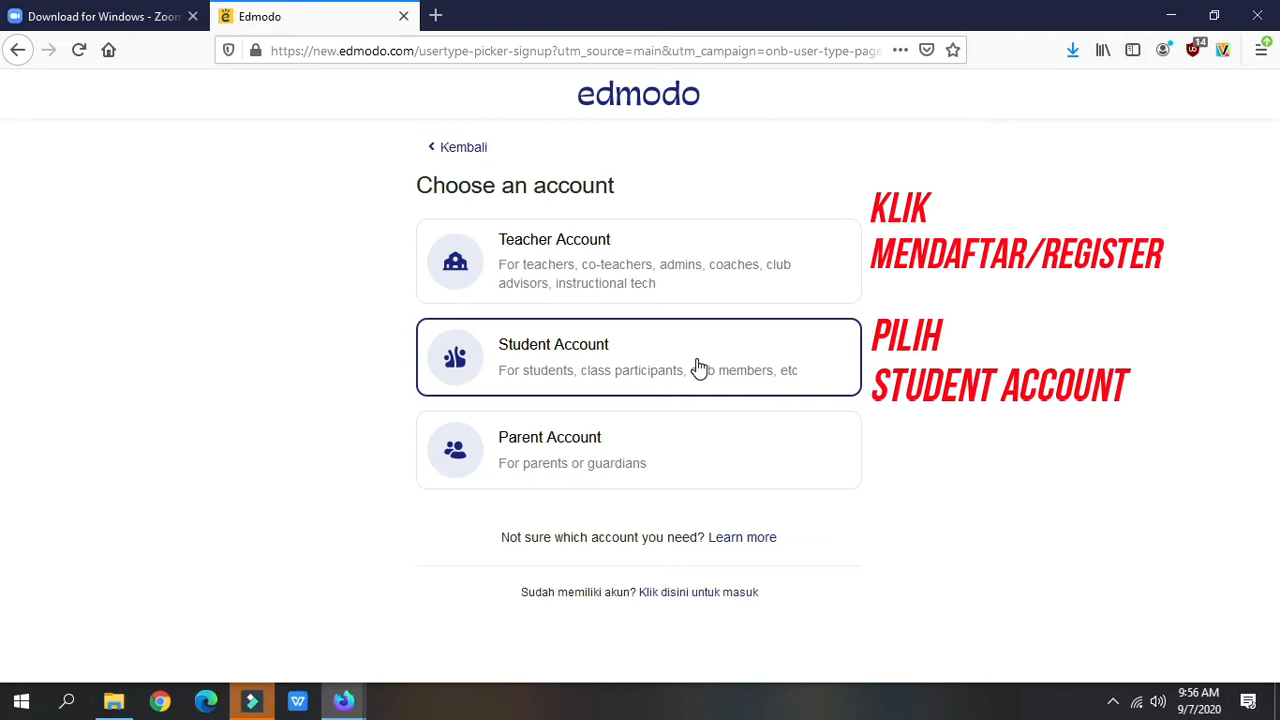 Download for Windows - Zoom
Edmodo
https://new.edmodo.com/usertype-picker-signup?utm_source=main&utm_campaign=onb-user-type-page
14
edmodo
Kembali
Choose an account
Teacher Account
For teachers, co-teachers, admins, coaches, club
advisors, instructional tech
Student Account
For students, class participants, members, etc
Parent Account
For parents or guardians
Not sure which account you need? Learn more
Sudah memiliki akun? Klik disini untuk masuk
KLIK
MENDAFTAR/REGISTER
PILIH
STUDENT ACCOUNT
9:56 AM
9/7/2020